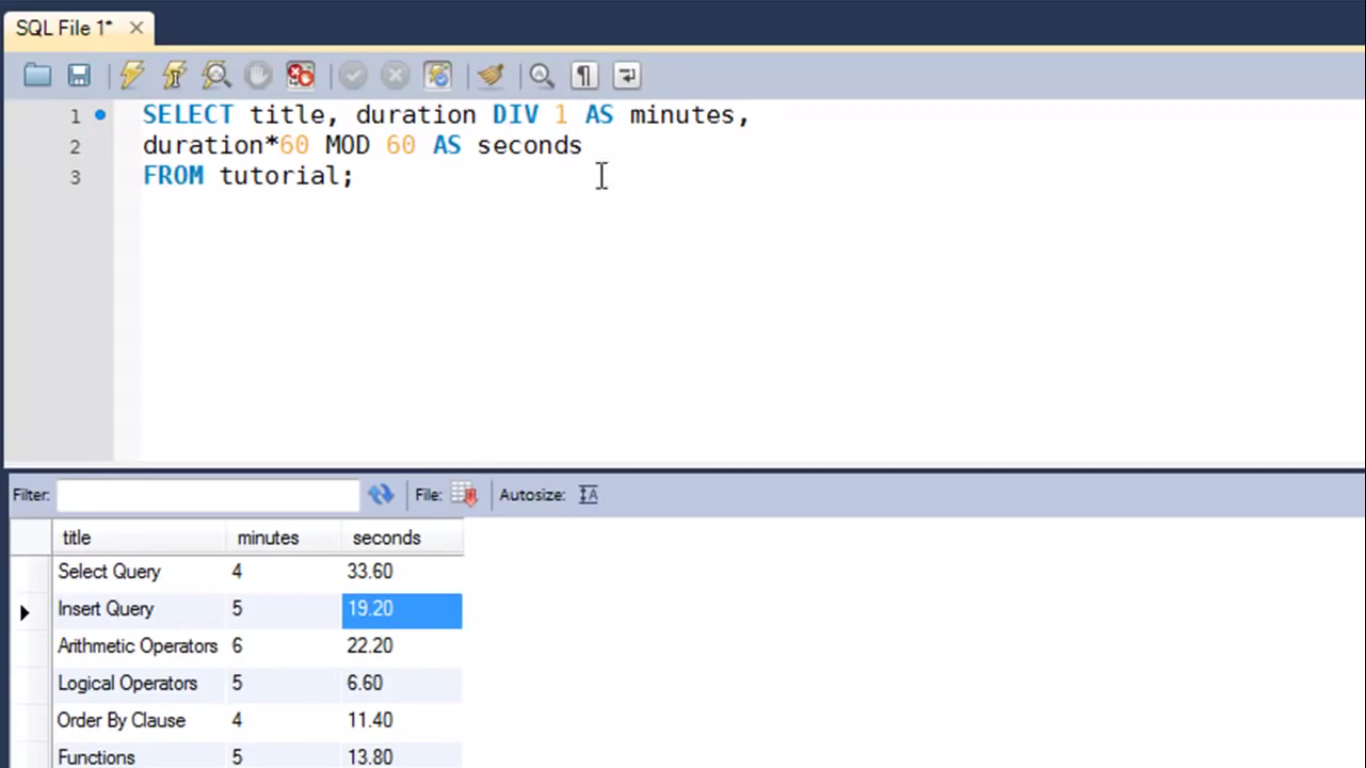 SQL File 1*
1 SELECT title, duration DIV 1 AS minutes,
2 duration*60 MOD 60 AS seconds
3 FROM tutorial;
Filter: File: Autosize:
title minutes seconds
Select Query 4 33.60
Insert Query 5 19.20
Arithmetic Operators 6 22.20
Logical Operators 5 6.60
Order By Clause 4 11.40
Functions 5 13.80